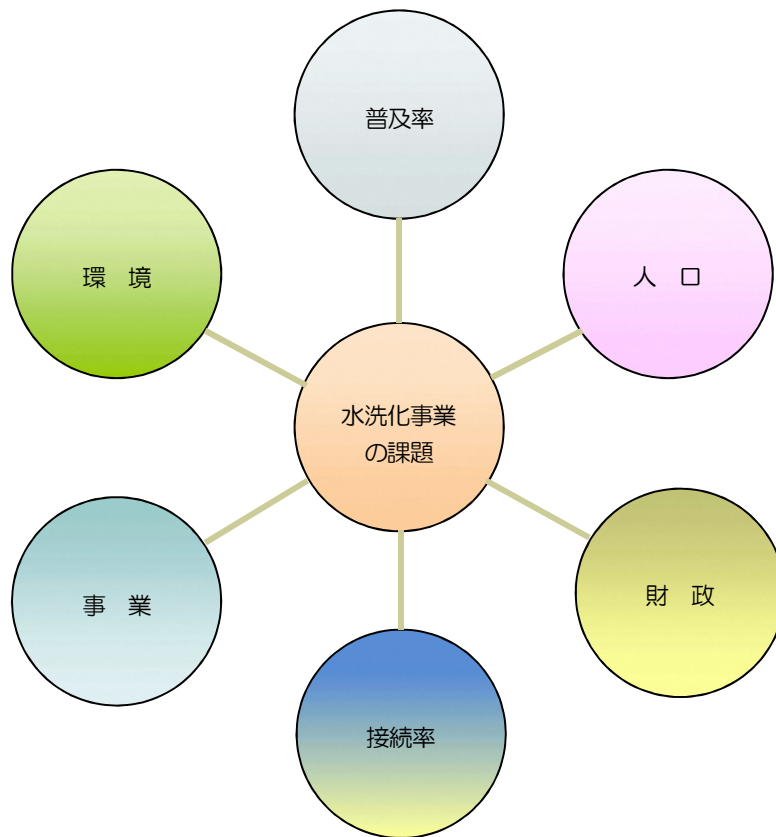 普及率
環　境
人　口
水洗化事業
の課題
事　業
財　政
接続率